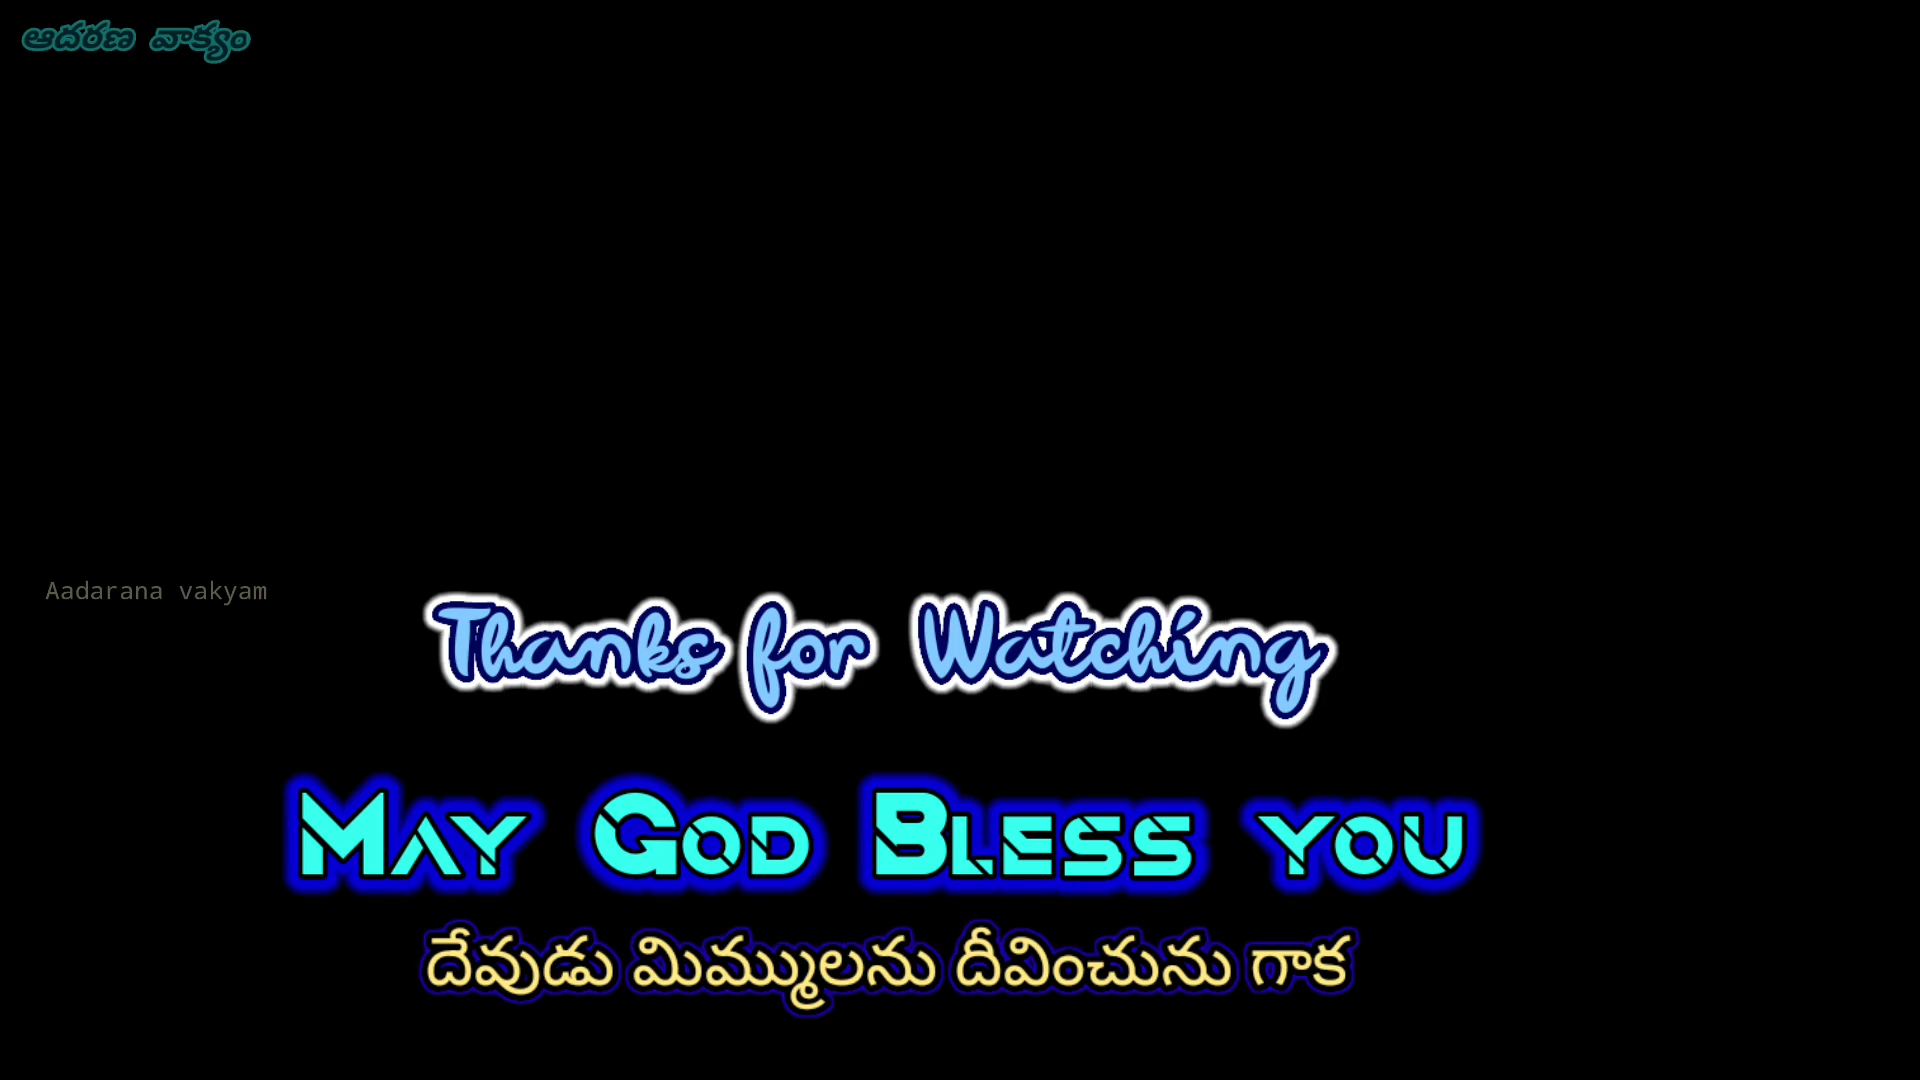 ఆదరణ వాక్యం
Aadarana vakyam
Thanks for Watching
May God Bless you
దేవుడు మిమ్ములను దీవించును గాక